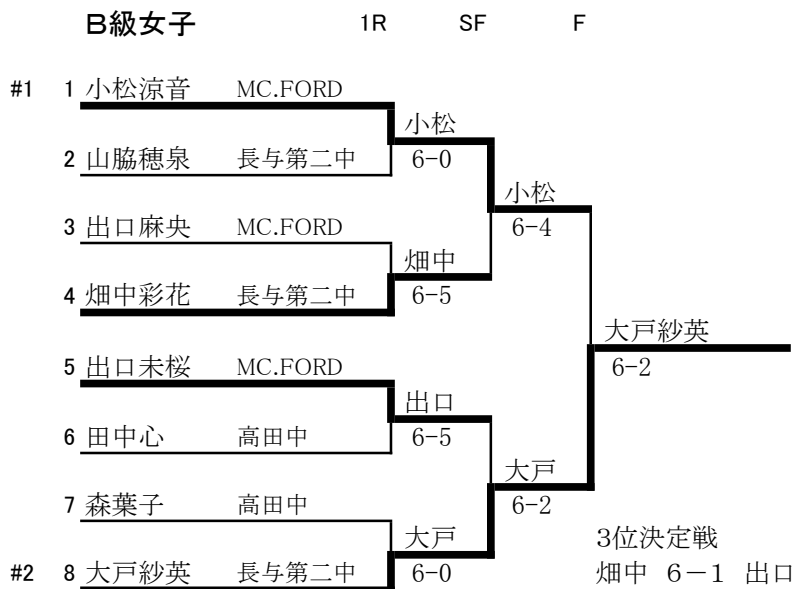 B級女子 1R SF F
#1 1 小松涼音 MC.FORD
小松
2 山脇穂泉 長与第二中 6-0
小松
3 出口麻央 MC.FORD 6-4
畑中
4 畑中彩花 長与第二中 6-5
大戸紗英
5 出口未桜 MC.FORD 6-2
出口
6 田中心 高田中 6-5
大戸
7 森葉子 高田中 6-2
大戸 3位決定戦
#2 8 大戸紗英 長与第二中 6-0 畑中 6－1 出口